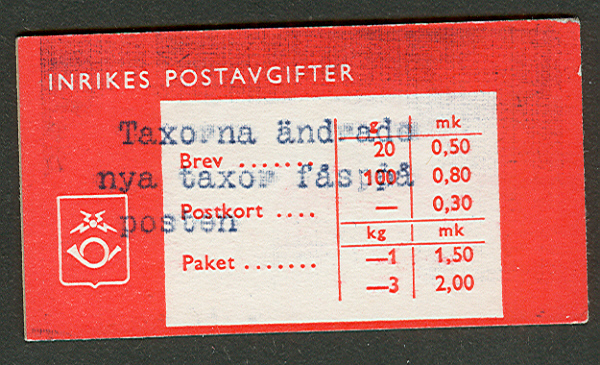 INRIKES POSTAVGIFTER
g mk
Taxorna ändrade
Brev ....... 20 0,50
nya taxor fås på
100 0,80
Postkort .... — 0,30
posten
kg mk
Paket ....... —1 1,50
—3 2,00